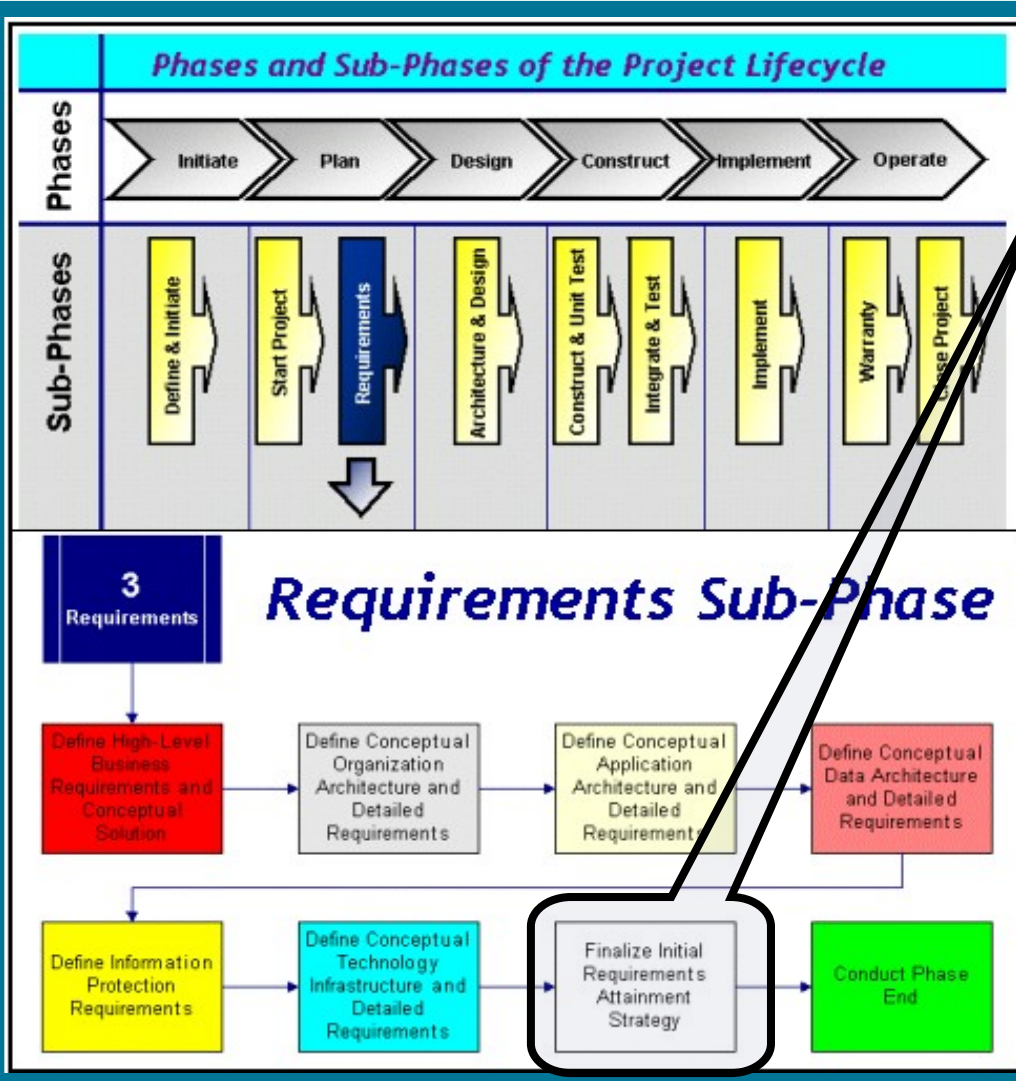 Phases and Sub-Phases of the Project Lifecycle
Phases
Initiate
Plan
Design
Construct
Implement
Operate
Sub-Phases
Define & Initiate
Start Project
Requirements
Architecture & Design
Construct & Unit Test
Integrate & Test
Implement
Warranty
Close Project
3
Requirements
Requirements Sub-Phase
Define High-Level
Business
Requirements and
Conceptual
Solution
Define Conceptual
Organization
Architecture and
Detailed
Requirements
Define Conceptual
Application
Architecture and
Detailed
Requirements
Define Conceptual
Data Architecture
and Detailed
Requirements
Define Information
Protection
Requirements
Define Conceptual
Technology
Infrastructure and
Detailed
Requirements
Finalize Initial
Requirements
Attainment
Strategy
Conduct Phase
End